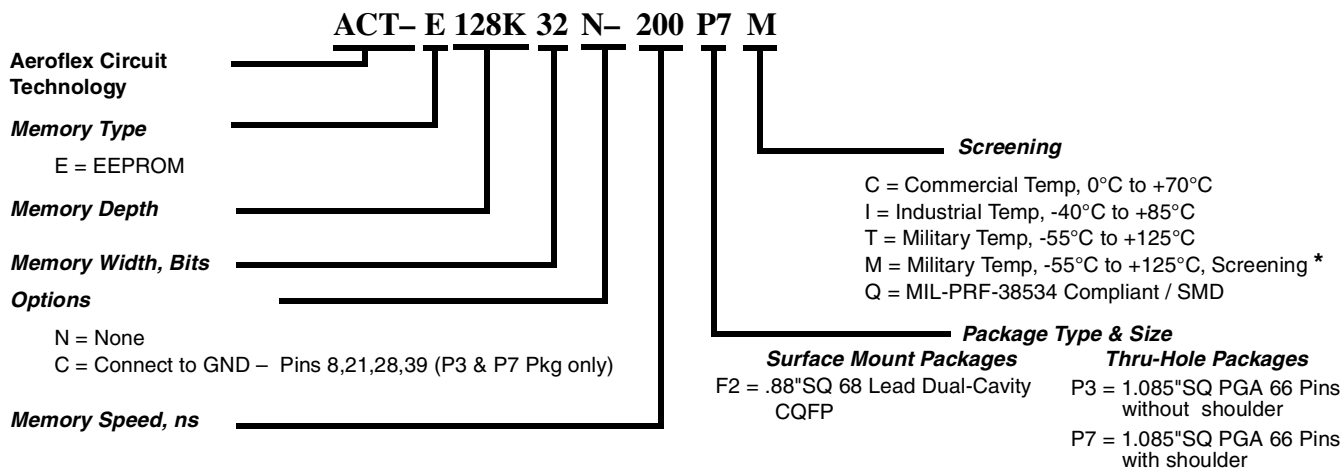 ACT– E 128K 32 N– 200 P7 M
Aeroflex Circuit
Technology
Memory Type
E = EEPROM
Memory Depth
Memory Width, Bits
Options
N = None
C = Connect to GND – Pins 8,21,28,39 (P3 & P7 Pkg only)
Memory Speed, ns
Screening
C = Commercial Temp, 0°C to +70°C
I = Industrial Temp, -40°C to +85°C
T = Military Temp, -55°C to +125°C
M = Military Temp, -55°C to +125°C, Screening *
Q = MIL-PRF-38534 Compliant / SMD
Package Type & Size
Surface Mount Packages
F2 = .88"SQ 68 Lead Dual-Cavity
CQFP
Thru-Hole Packages
P3 = 1.085"SQ PGA 66 Pins
without shoulder
P7 = 1.085"SQ PGA 66 Pins
with shoulder